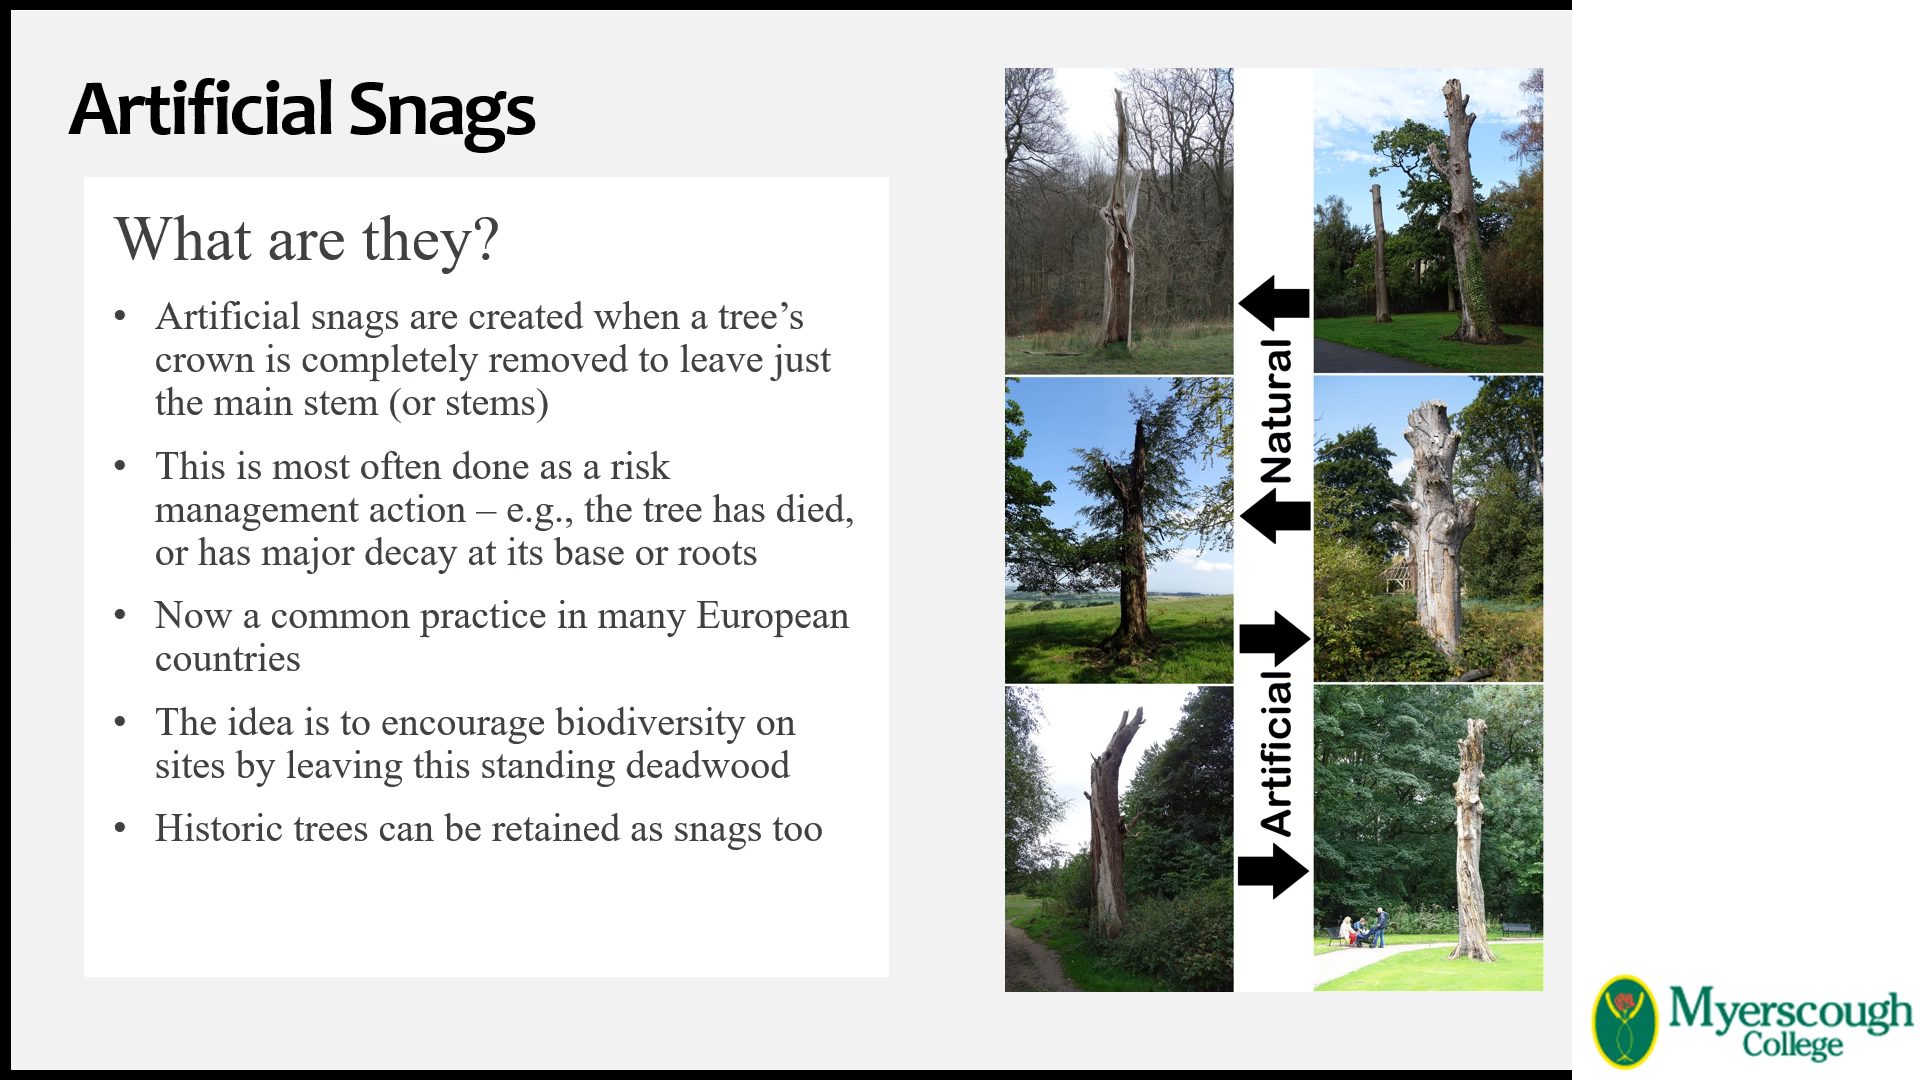 Artificial Snags
What are they?
• Artificial snags are created when a tree’s
crown is completely removed to leave just
the main stem (or stems)
• This is most often done as a risk
management action – e.g., the tree has died,
or has major decay at its base or roots
• Now a common practice in many European
countries
• The idea is to encourage biodiversity on
sites by leaving this standing deadwood
• Historic trees can be retained as snags too
Natural
Artificial
Myerscough
College